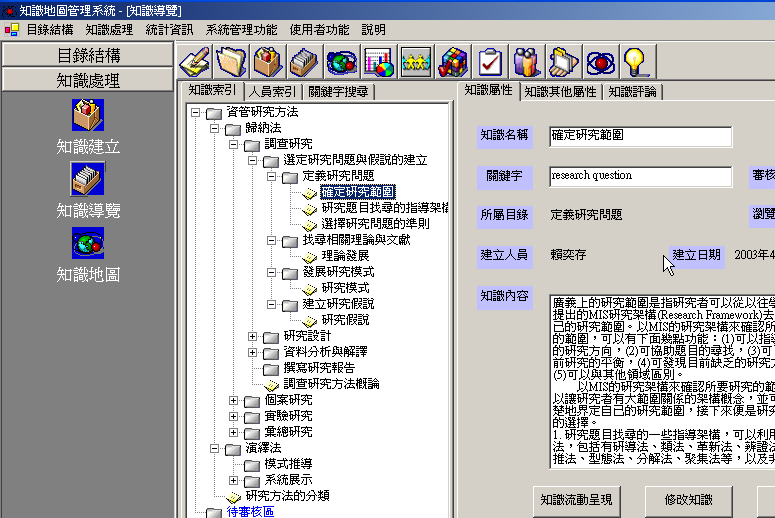 知識地圖管理系統 - [知識導覽]
目錄結構 知識處理 統計資訊 系統管理功能 使用者功能 說明
目錄結構
知識處理
知識建立
知識導覽
知識地圖
知識索引 人員索引 關鍵字搜尋
資管研究方法
歸納法
調查研究
選定研究問題與假說的建立
定義研究問題
確定研究範圍
研究題目找尋的指導架構
選擇研究問題的準則
找尋相關理論與文獻
理論發展
發展研究模式
研究模式
建立研究假說
研究假說
研究設計
資料分析與解譯
撰寫研究報告
調查研究方法概論
個案研究
實驗研究
彙總研究
演繹法
模式推導
系統展示
研究方法的分類
待審核區
知識屬性 知識其他屬性 知識評論
知識名稱 確定研究範圍
關鍵字 research question 審核
所屬目錄 定義研究問題 瀏覽
建立人員 賴奕存 建立日期 2003年4
知識內容
廣義上的研究範圍是指研究者可以從以往學
提出的MIS研究架構(Research Framework)去
已的研究範圍。以MIS的研究架構來確認所
的範圍，可以有下面幾點功能：(1)可以指導
的研究方向，(2)可協助題目的尋找，(3)可
前研究的平衡，(4)可發現目前缺乏的研究方
(5)可以與其他領域區別。
以MIS的研究架構來確認所要研究的範
以讓研究者有大範圍關係的架構概念，並可
楚地界定自已的研究範圍，接下來便是研究
的選擇。
1. 研究題目找尋的一些指導架構，可以利用
法，包括有研導法、類法、革新法、辨證法
推法、型態法、分解法、聚集法等，以及非
知識流動呈現 修改知識